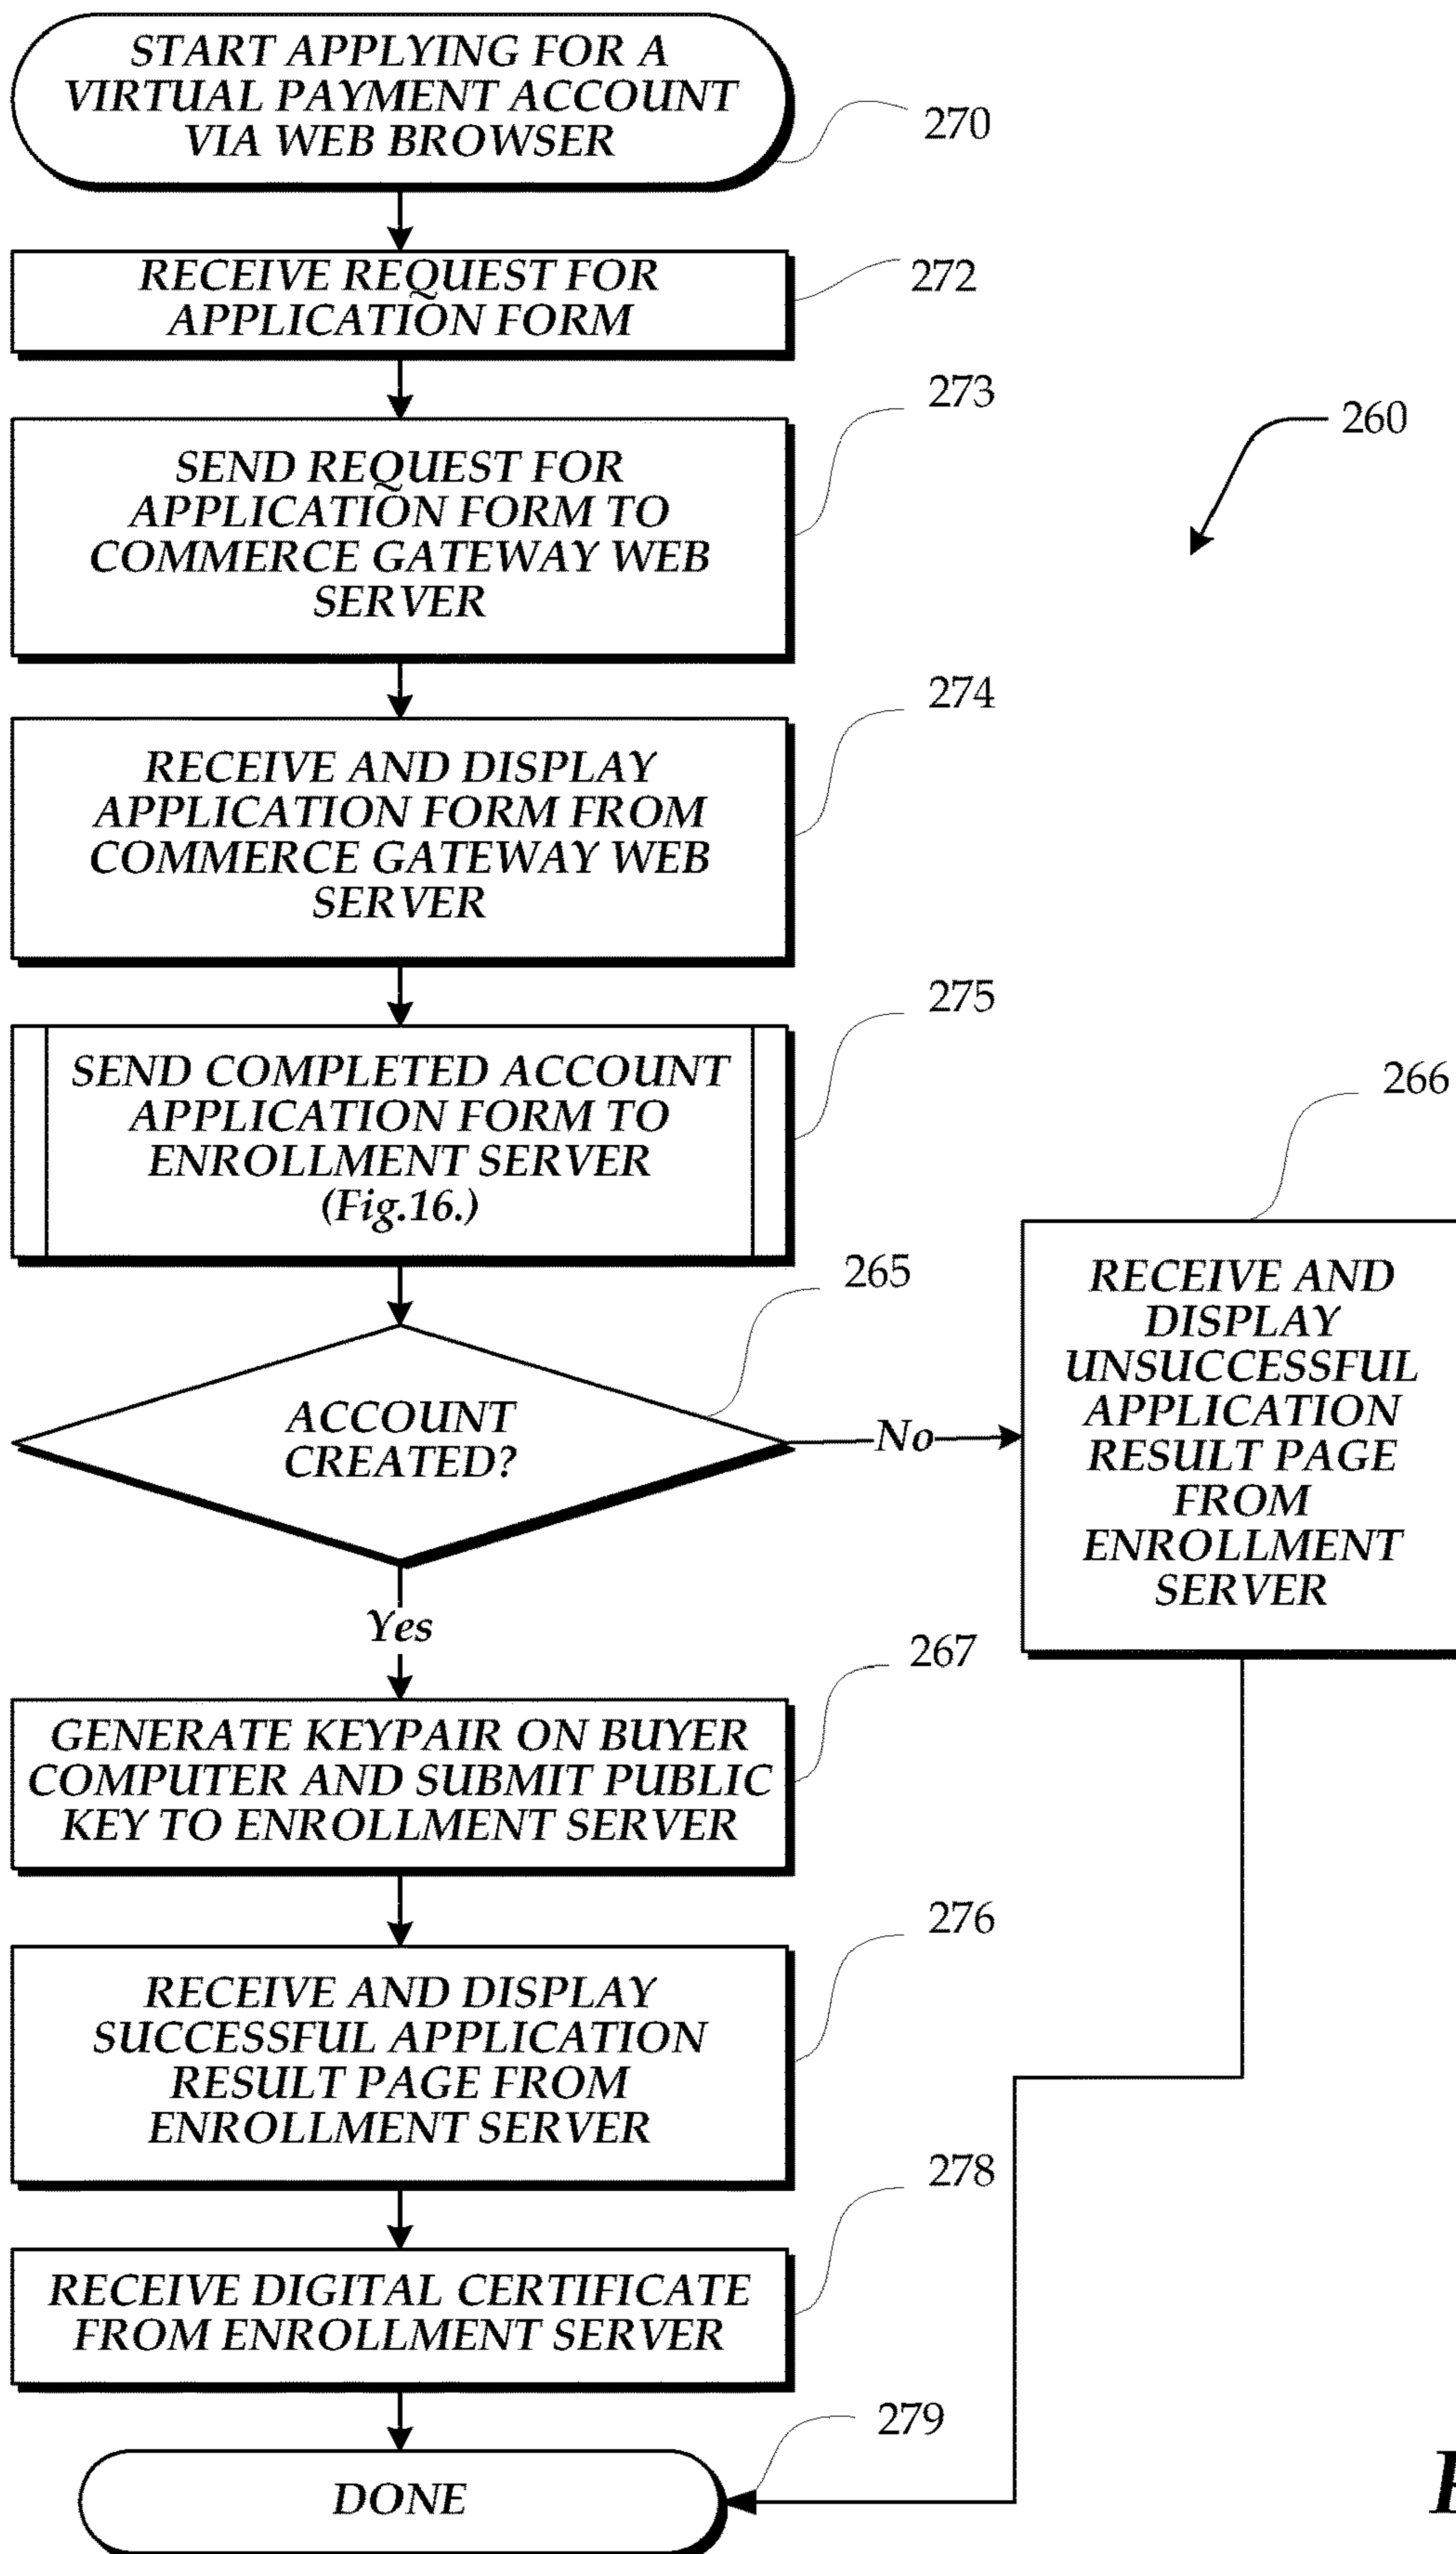 START APPLYING FOR A
VIRTUAL PAYMENT ACCOUNT
VIA WEB BROWSER
270
RECEIVE REQUEST FOR
APPLICATION FORM
272
273
SEND REQUEST FOR
APPLICATION FORM TO
COMMERCE GATEWAY WEB
SERVER
260
274
RECEIVE AND DISPLAY
APPLICATION FORM FROM
COMMERCE GATEWAY WEB
SERVER
275
SEND COMPLETED ACCOUNT
APPLICATION FORM TO
ENROLLMENT SERVER
(Fig.16.)
265
ACCOUNT
CREATED?
No
266
RECEIVE AND
DISPLAY
UNSUCCESSFUL
APPLICATION
RESULT PAGE
FROM
ENROLLMENT
SERVER
Yes
267
GENERATE KEYPAIR ON BUYER
COMPUTER AND SUBMIT PUBLIC
KEY TO ENROLLMENT SERVER
276
RECEIVE AND DISPLAY
SUCCESSFUL APPLICATION
RESULT PAGE FROM
ENROLLMENT SERVER
278
RECEIVE DIGITAL CERTIFICATE
FROM ENROLLMENT SERVER
279
DONE